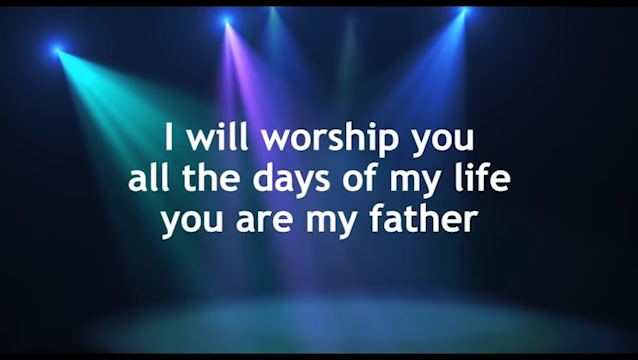 I will worship you
all the days of my life
you are my father